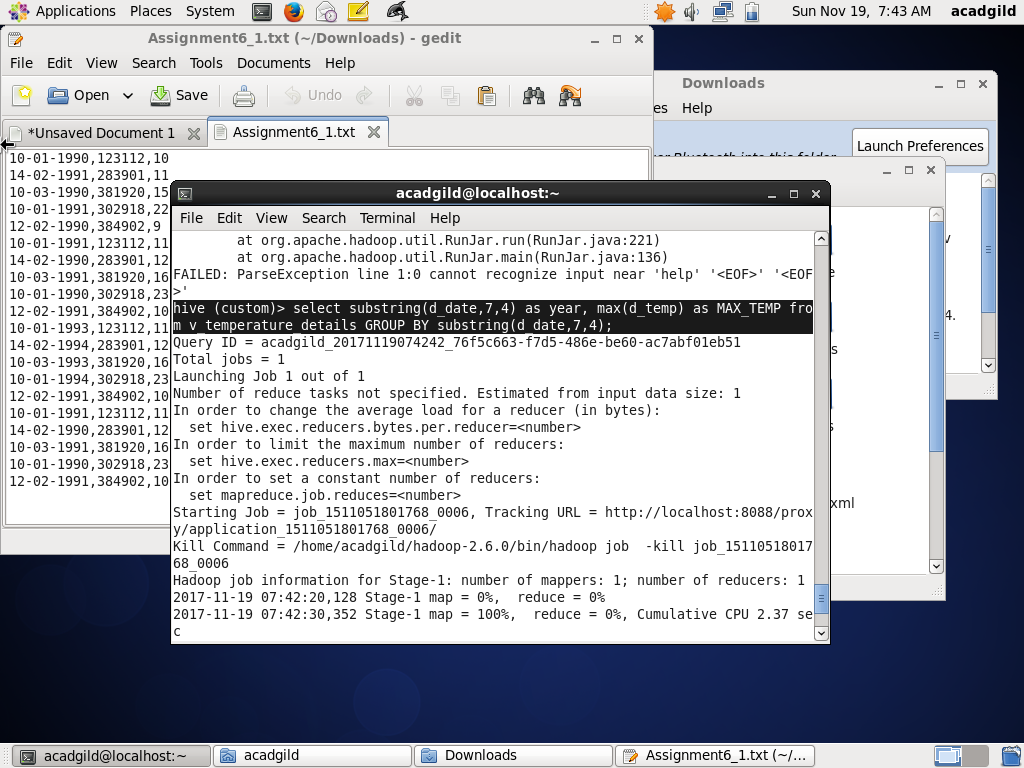 Applications Places System Sun Nov 19, 7:43 AM acadgild
Assignment6_1.txt (~/Downloads) - gedit
File Edit View Search Tools Documents Help
Open Save Undo
*Unsaved Document 1 Assignment6_1.txt
10-01-1990,123112,10
14-02-1991,283901,11
10-03-1990,381920,15
10-01-1991,302918,22
12-02-1990,384902,9
10-01-1991,123112,11
14-02-1990,283901,12
10-03-1991,381920,16
10-01-1990,302918,23
12-02-1991,384902,10
10-01-1993,123112,11
14-02-1994,283901,12
10-03-1993,381920,16
10-01-1994,302918,23
12-02-1991,384902,10
10-01-1991,123112,11
14-02-1990,283901,12
10-03-1991,381920,16
10-01-1990,302918,23
12-02-1991,384902,10
Downloads
es Help
Bluetooth into this folder
Launch Preferences
acadgild@localhost:~
File Edit View Search Terminal Help
at org.apache.hadoop.util.RunJar.run(RunJar.java:221)
at org.apache.hadoop.util.RunJar.main(RunJar.java:136)
FAILED: ParseException line 1:0 cannot recognize input near 'help' '<EOF>' '<EOF
>'
hive (custom)> select substring(d_date,7,4) as year, max(d_temp) as MAX_TEMP fro
m v_temperature_details GROUP BY substring(d_date,7,4);
Query ID = acadgild_20171119074242_76f5c663-f7d5-486e-be60-ac7abf01eb51
Total jobs = 1
Launching Job 1 out of 1
Number of reduce tasks not specified. Estimated from input data size: 1
In order to change the average load for a reducer (in bytes):
set hive.exec.reducers.bytes.per.reducer=<number>
In order to limit the maximum number of reducers:
set hive.exec.reducers.max=<number>
In order to set a constant number of reducers:
set mapreduce.job.reduces=<number>
Starting Job = job_1511051801768_0006, Tracking URL = http://localhost:8088/prox
y/application_1511051801768_0006/
Kill Command = /home/acadgild/hadoop-2.6.0/bin/hadoop job  -kill job_15110518017
68_0006
Hadoop job information for Stage-1: number of mappers: 1; number of reducers: 1
2017-11-19 07:42:20,128 Stage-1 map = 0%,  reduce = 0%
2017-11-19 07:42:30,352 Stage-1 map = 100%,  reduce = 0%, Cumulative CPU 2.37 se
c
4.
xml
acadgild@localhost:~ acadgild Downloads Assignment6_1.txt (~/...